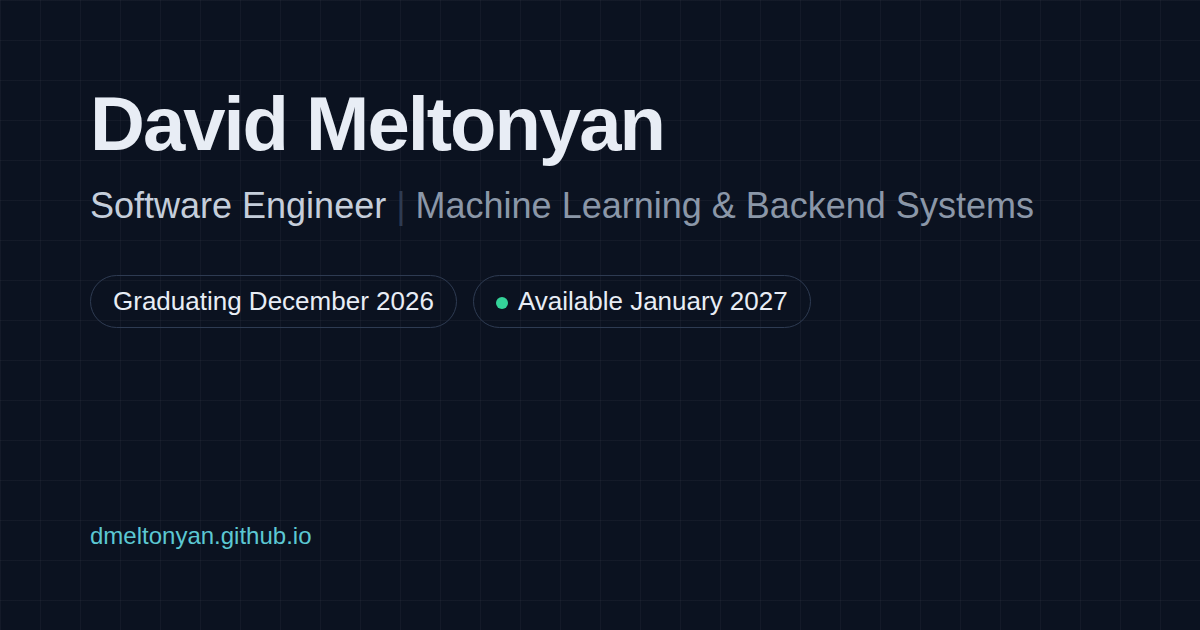 David Meltonyan
Software Engineer | Machine Learning & Backend Systems
Graduating December 2026
Available January 2027
dmeltonyan.github.io